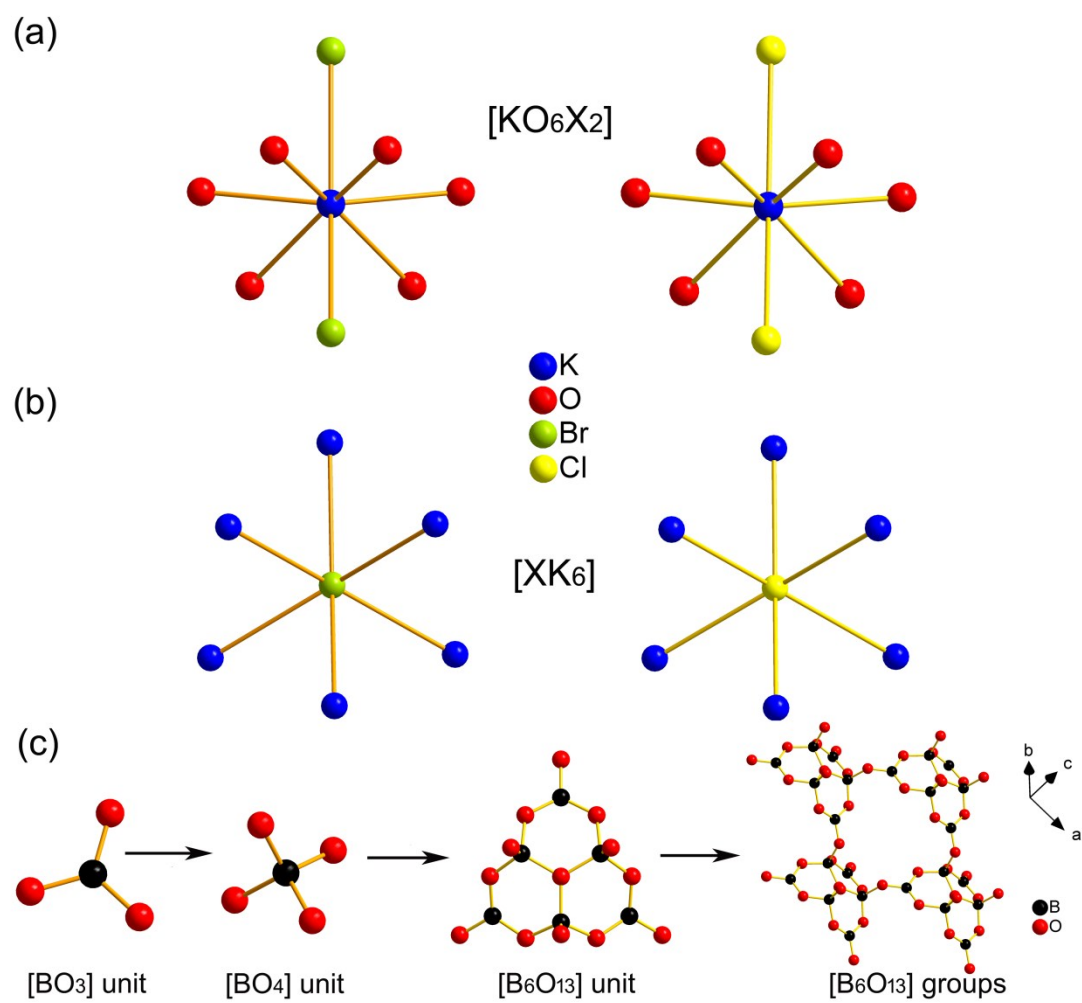 (a)
[KO₆X₂]
K
O
Br
Cl
(b)
[XK₆]
(c)
b
c
a
B
O
[BO₃] unit
[BO₄] unit
[B₆O₁₃] unit
[B₆O₁₃] groups